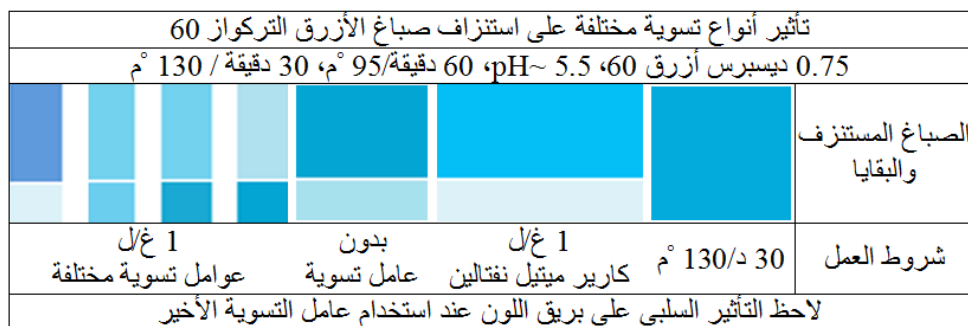 تأثير أنواع تسوية مختلفة على استنزاف صباغ الأزرق التركواز 60
0.75 ديسبرس أزرق 60، pH~ 5.5، 60 دقيقة/95 °م، 30 دقيقة / 130 °م
الصباغ المستنزف
والبقايا
شروط العمل
30 د/130 °م
1 غ/ل
كارير ميتيل نفتالين
بدون
عامل تسوية
1 غ/ل
عوامل تسوية مختلفة
لاحظ التأثير السلبي على بريق اللون عند استخدام عامل التسوية الأخير